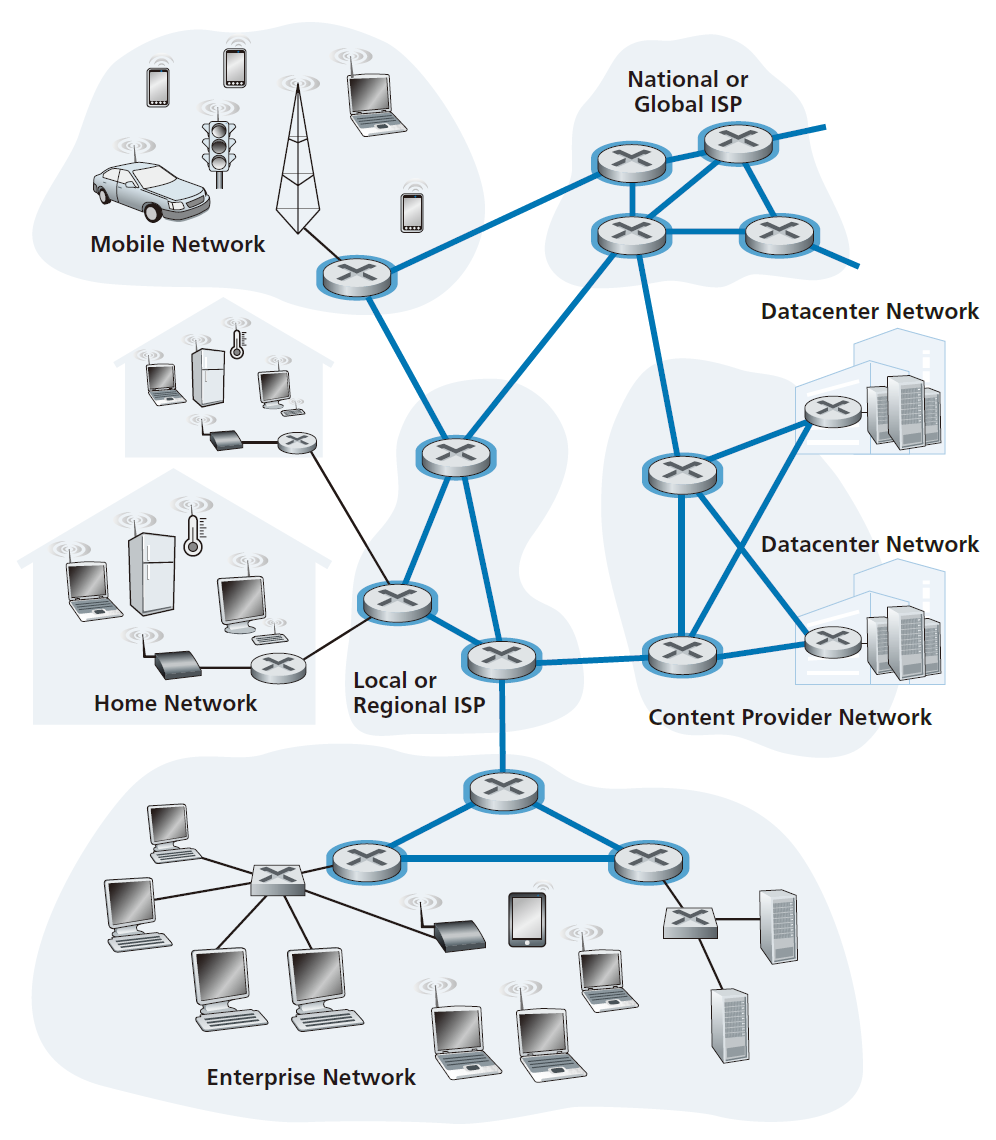 National or
Global ISP
Mobile Network
Datacenter Network
Datacenter Network
Local or
Regional ISP
Home Network
Content Provider Network
Enterprise Network